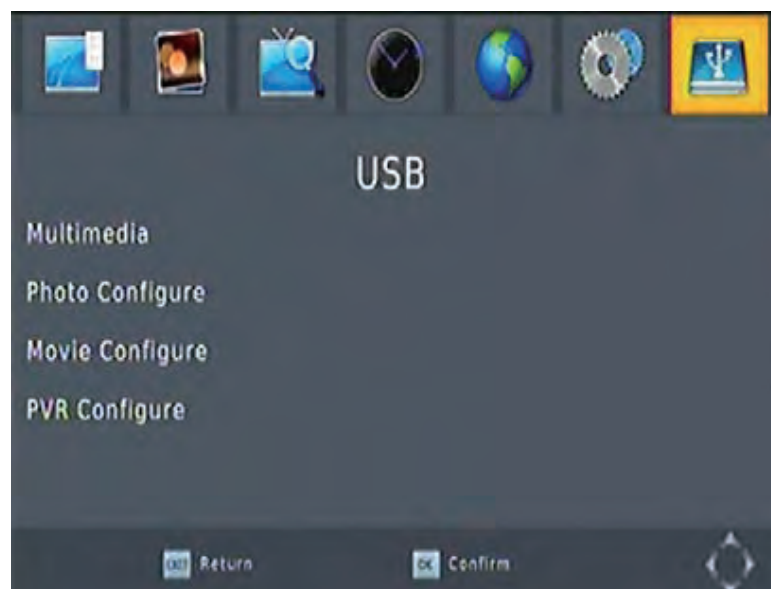 USB
Multimedia
Photo Configure
Movie Configure
PVR Configure
EXIT Return OK Confirm